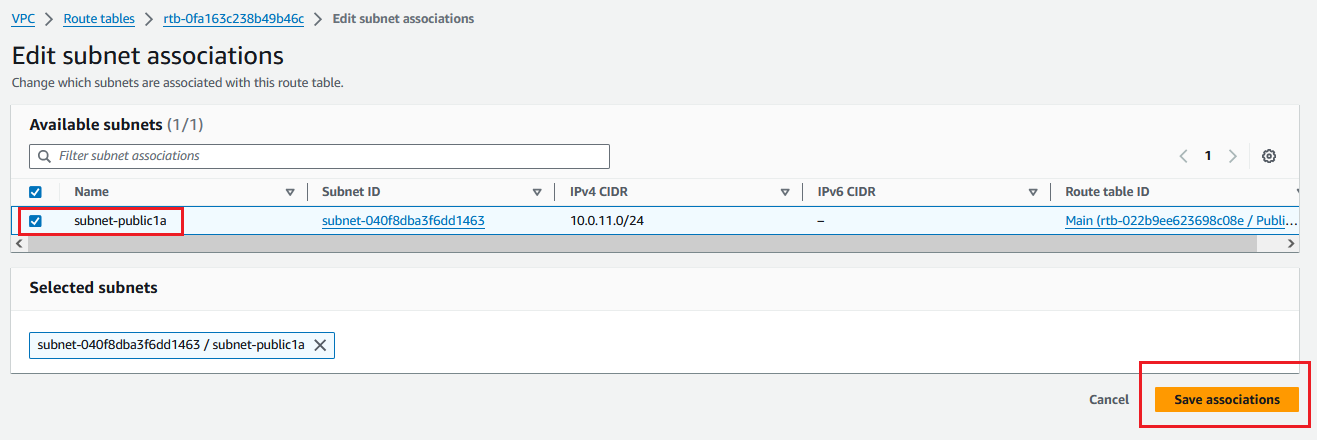 VPC > Route tables > rtb-0fa163c238b49b46c > Edit subnet associations
Edit subnet associations
Change which subnets are associated with this route table.
Available subnets (1/1)
Filter subnet associations
1
Name Subnet ID IPv4 CIDR IPv6 CIDR Route table ID
subnet-public1a subnet-040f8dba3f6dd1463 10.0.11.0/24 – Main (rtb-022b9ee623698c08e / Publi...
Selected subnets
subnet-040f8dba3f6dd1463 / subnet-public1a
Cancel Save associations